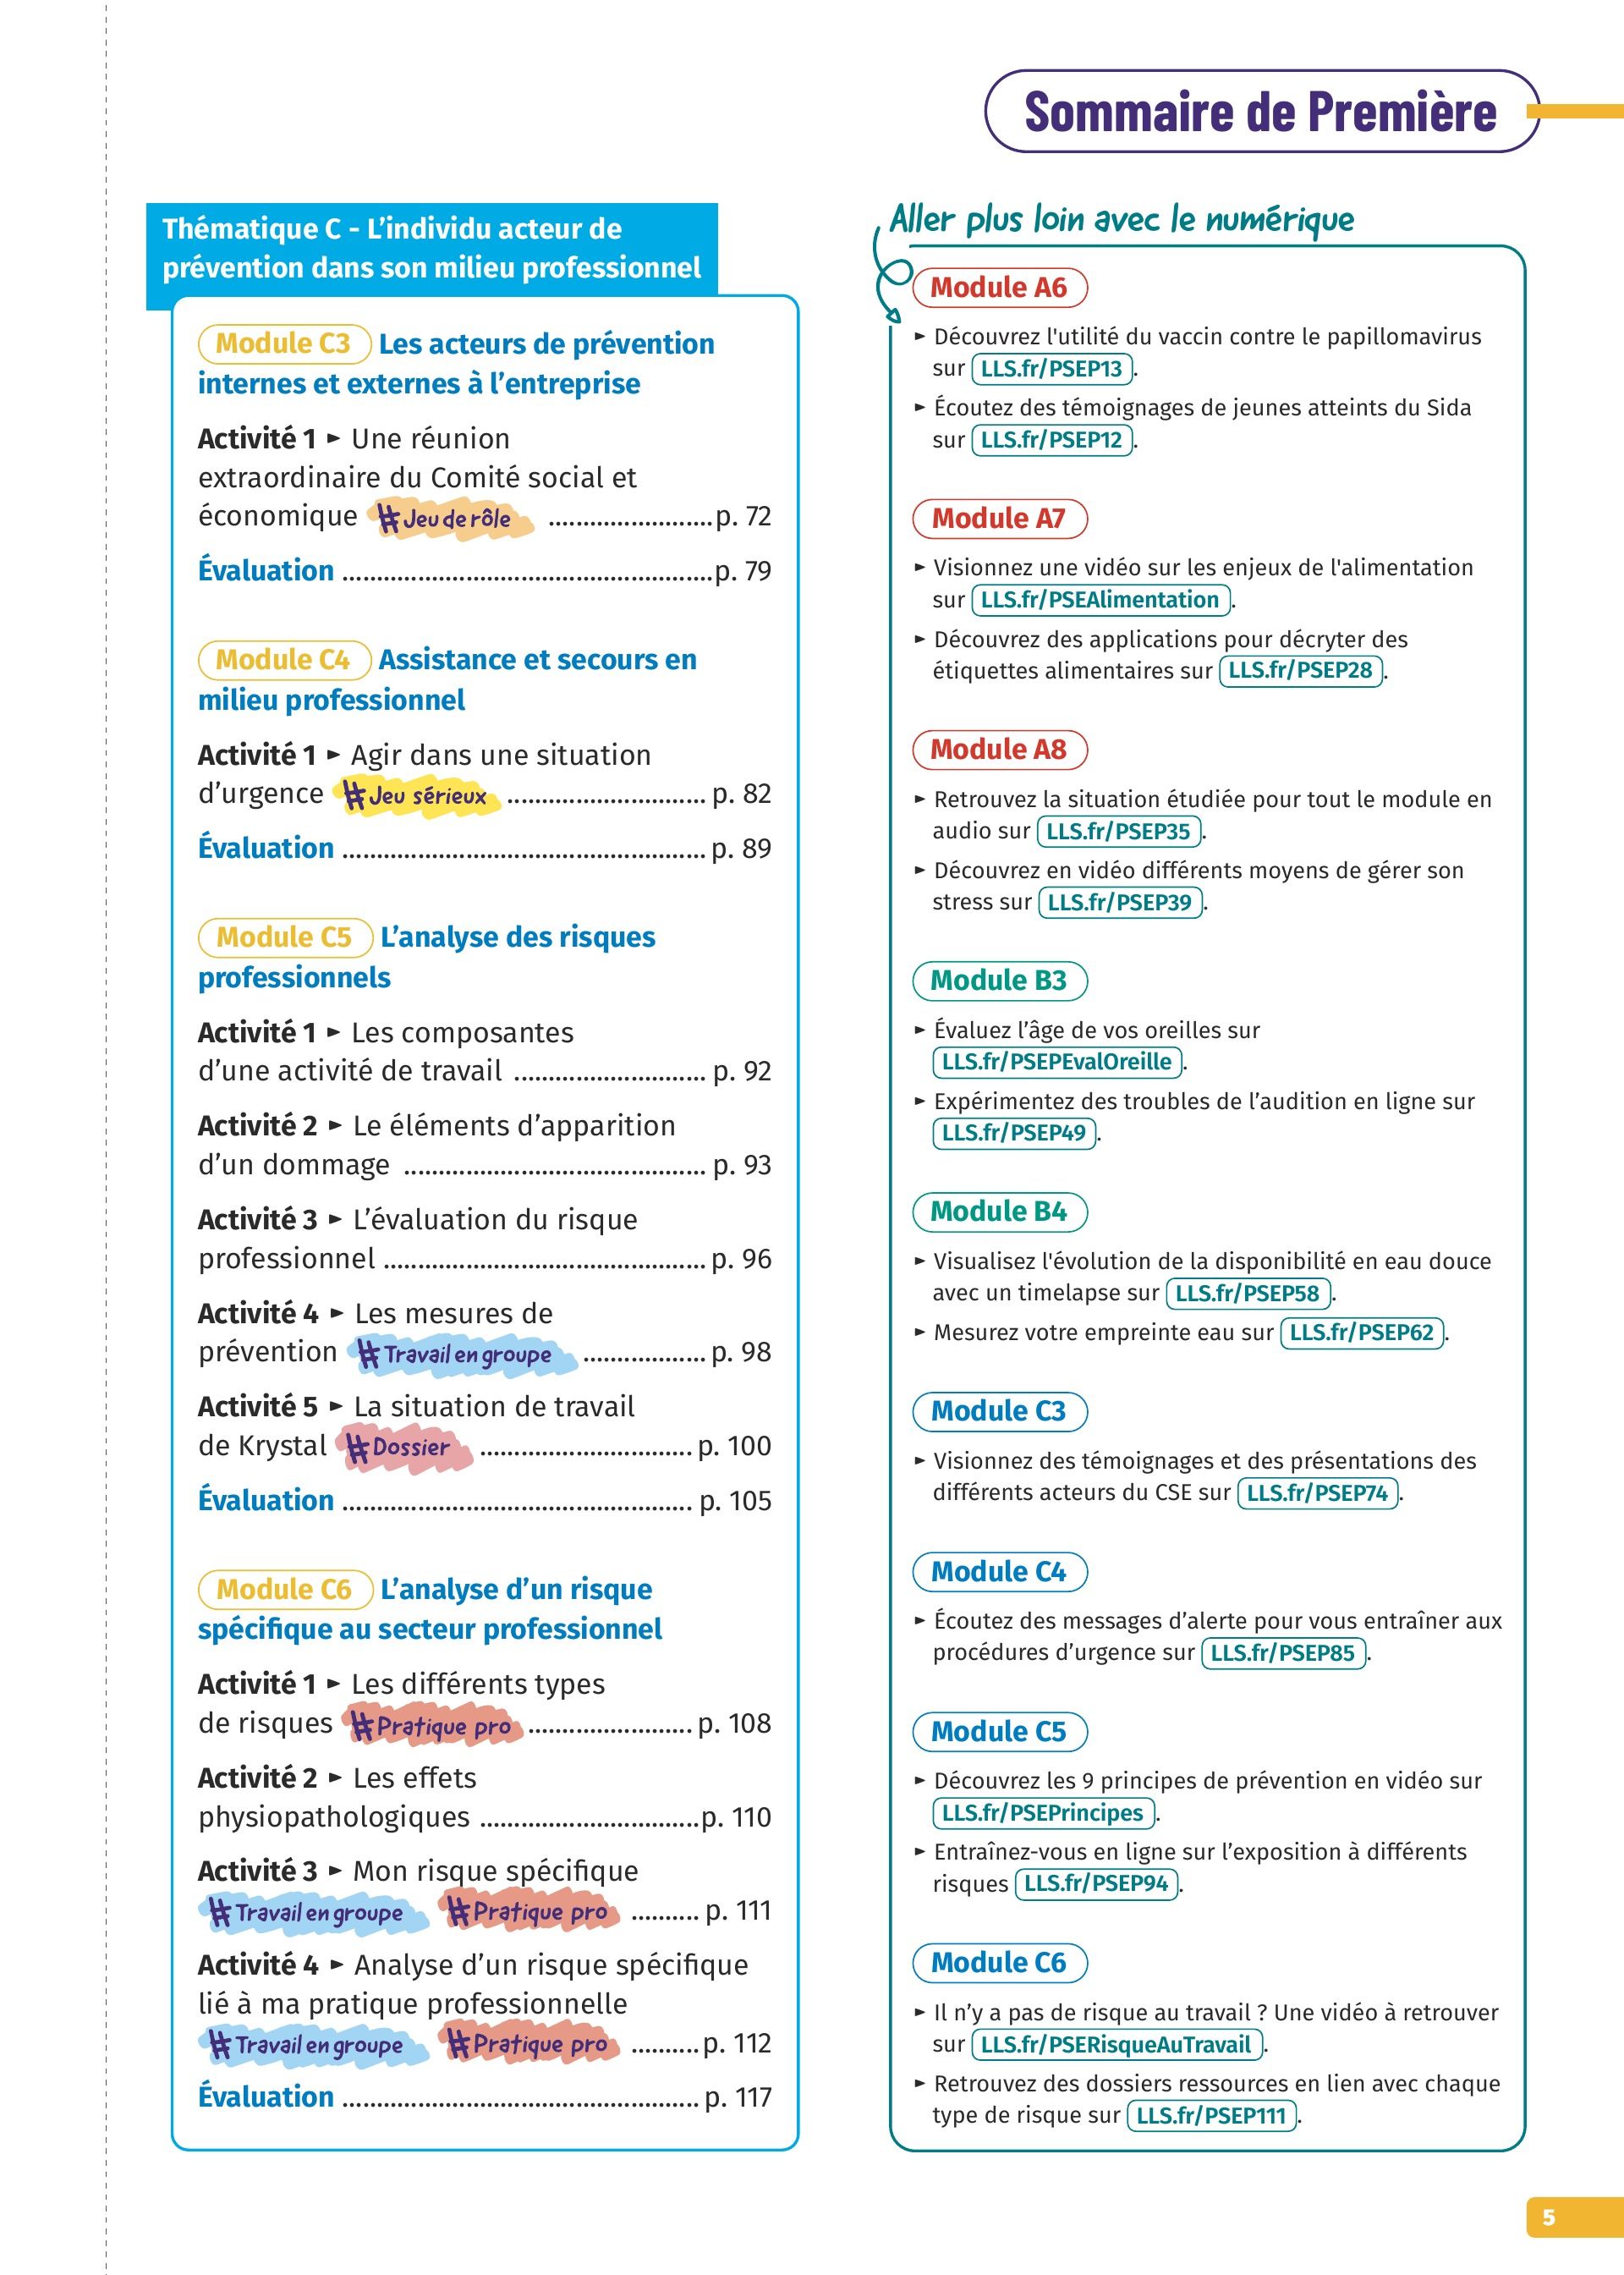 Sommaire de Première
Thématique C - L'individu acteur de
prévention dans son milieu professionnel
Module C3 Les acteurs de prévention
internes et externes à l'entreprise
Activité 1 ► Une réunion
extraordinaire du Comité social et
économique #Jeu de rôle ........................p. 72
Évaluation ......................................................p. 79
Module C4 Assistance et secours en
milieu professionnel
Activité 1 ► Agir dans une situation
d'urgence #Jeu sérieux ............................. p. 82
Évaluation ..................................................... p. 89
Module C5 L'analyse des risques
professionnels
Activité 1 ► Les composantes
d'une activité de travail ............................ p. 92
Activité 2 ► Le éléments d'apparition
d'un dommage ............................................ p. 93
Activité 3 ► L'évaluation du risque
professionnel ............................................... p. 96
Activité 4 ► Les mesures de
prévention #Travail en groupe .................. p. 98
Activité 5 ► La situation de travail
de Krystal #Dossier ............................... p. 100
Évaluation ................................................... p. 105
Module C6 L'analyse d'un risque
spécifique au secteur professionnel
Activité 1 ► Les différents types
de risques #Pratique pro ........................ p. 108
Activité 2 ► Les effets
physiopathologiques ................................p. 110
Activité 3 ► Mon risque spécifique
#Travail en groupe #Pratique pro .......... p. 111
Activité 4 ► Analyse d'un risque spécifique
lié à ma pratique professionnelle
#Travail en groupe #Pratique pro ..........p. 112
Évaluation .................................................... p. 117
Aller plus loin avec le numérique
Module A6
► Découvrez l'utilité du vaccin contre le papillomavirus
sur LLS.fr/PSEP13.
► Écoutez des témoignages de jeunes atteints du Sida
sur LLS.fr/PSEP12.
Module A7
► Visionnez une vidéo sur les enjeux de l'alimentation
sur LLS.fr/PSEAlimentation.
► Découvrez des applications pour décryter des
étiquettes alimentaires sur LLS.fr/PSEP28.
Module A8
► Retrouvez la situation étudiée pour tout le module en
audio sur LLS.fr/PSEP35.
► Découvrez en vidéo différents moyens de gérer son
stress sur LLS.fr/PSEP39.
Module B3
► Évaluez l'âge de vos oreilles sur
LLS.fr/PSEPEvalOreille.
► Expérimentez des troubles de l'audition en ligne sur
LLS.fr/PSEP49.
Module B4
► Visualisez l'évolution de la disponibilité en eau douce
avec un timelapse sur LLS.fr/PSEP58.
► Mesurez votre empreinte eau sur LLS.fr/PSEP62.
Module C3
► Visionnez des témoignages et des présentations des
différents acteurs du CSE sur LLS.fr/PSEP74.
Module C4
► Écoutez des messages d'alerte pour vous entraîner aux
procédures d'urgence sur LLS.fr/PSEP85.
Module C5
► Découvrez les 9 principes de prévention en vidéo sur
LLS.fr/PSEPrincipes.
► Entraînez-vous en ligne sur l'exposition à différents
risques LLS.fr/PSEP94.
Module C6
► Il n'y a pas de risque au travail ? Une vidéo à retrouver
sur LLS.fr/PSERisqueAuTravail.
► Retrouvez des dossiers ressources en lien avec chaque
type de risque sur LLS.fr/PSEP111.
5